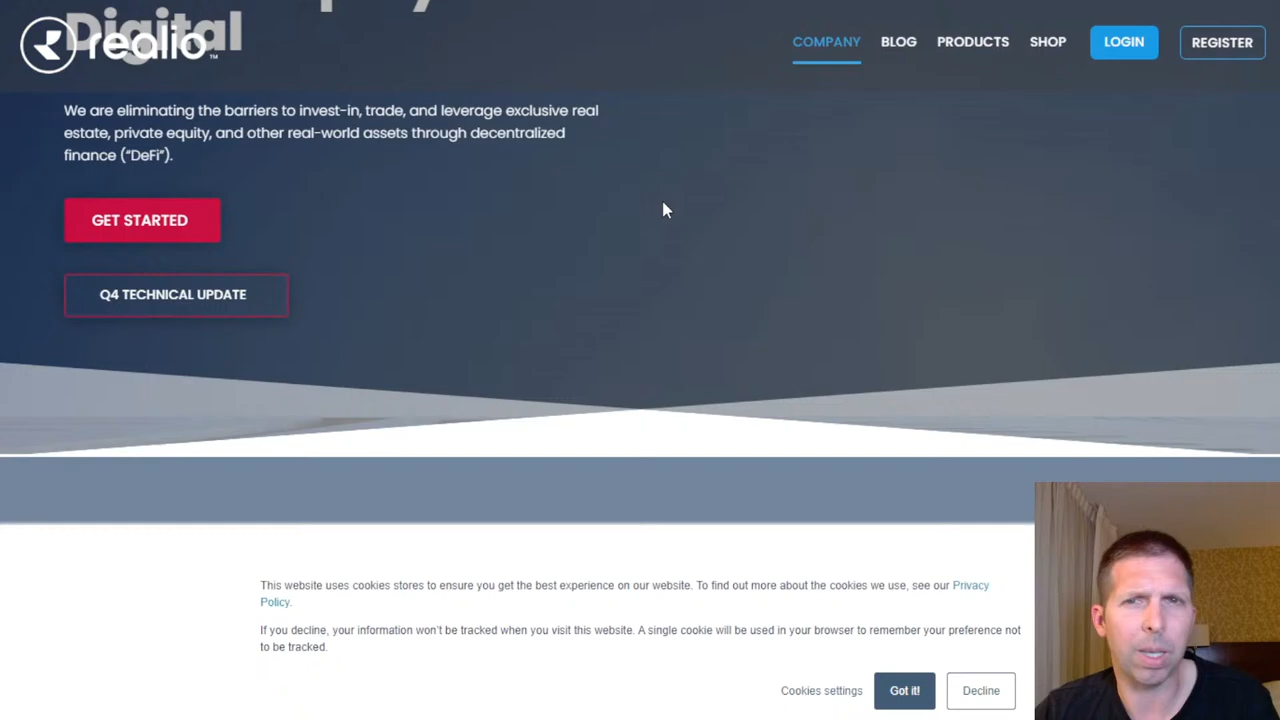 Digital
realio™
COMPANY
BLOG
PRODUCTS
SHOP
LOGIN
REGISTER
We are eliminating the barriers to invest-in, trade, and leverage exclusive real
estate, private equity, and other real-world assets through decentralized
finance (“DeFi”).
GET STARTED
Q4 TECHNICAL UPDATE
This website uses cookies stores to ensure you get the best experience on our website. To find out more about the cookies we use, see our Privacy
Policy.
If you decline, your information won’t be tracked when you visit this website. A single cookie will be used in your browser to remember your preference not
to be tracked.
Cookies settings
Got it!
Decline